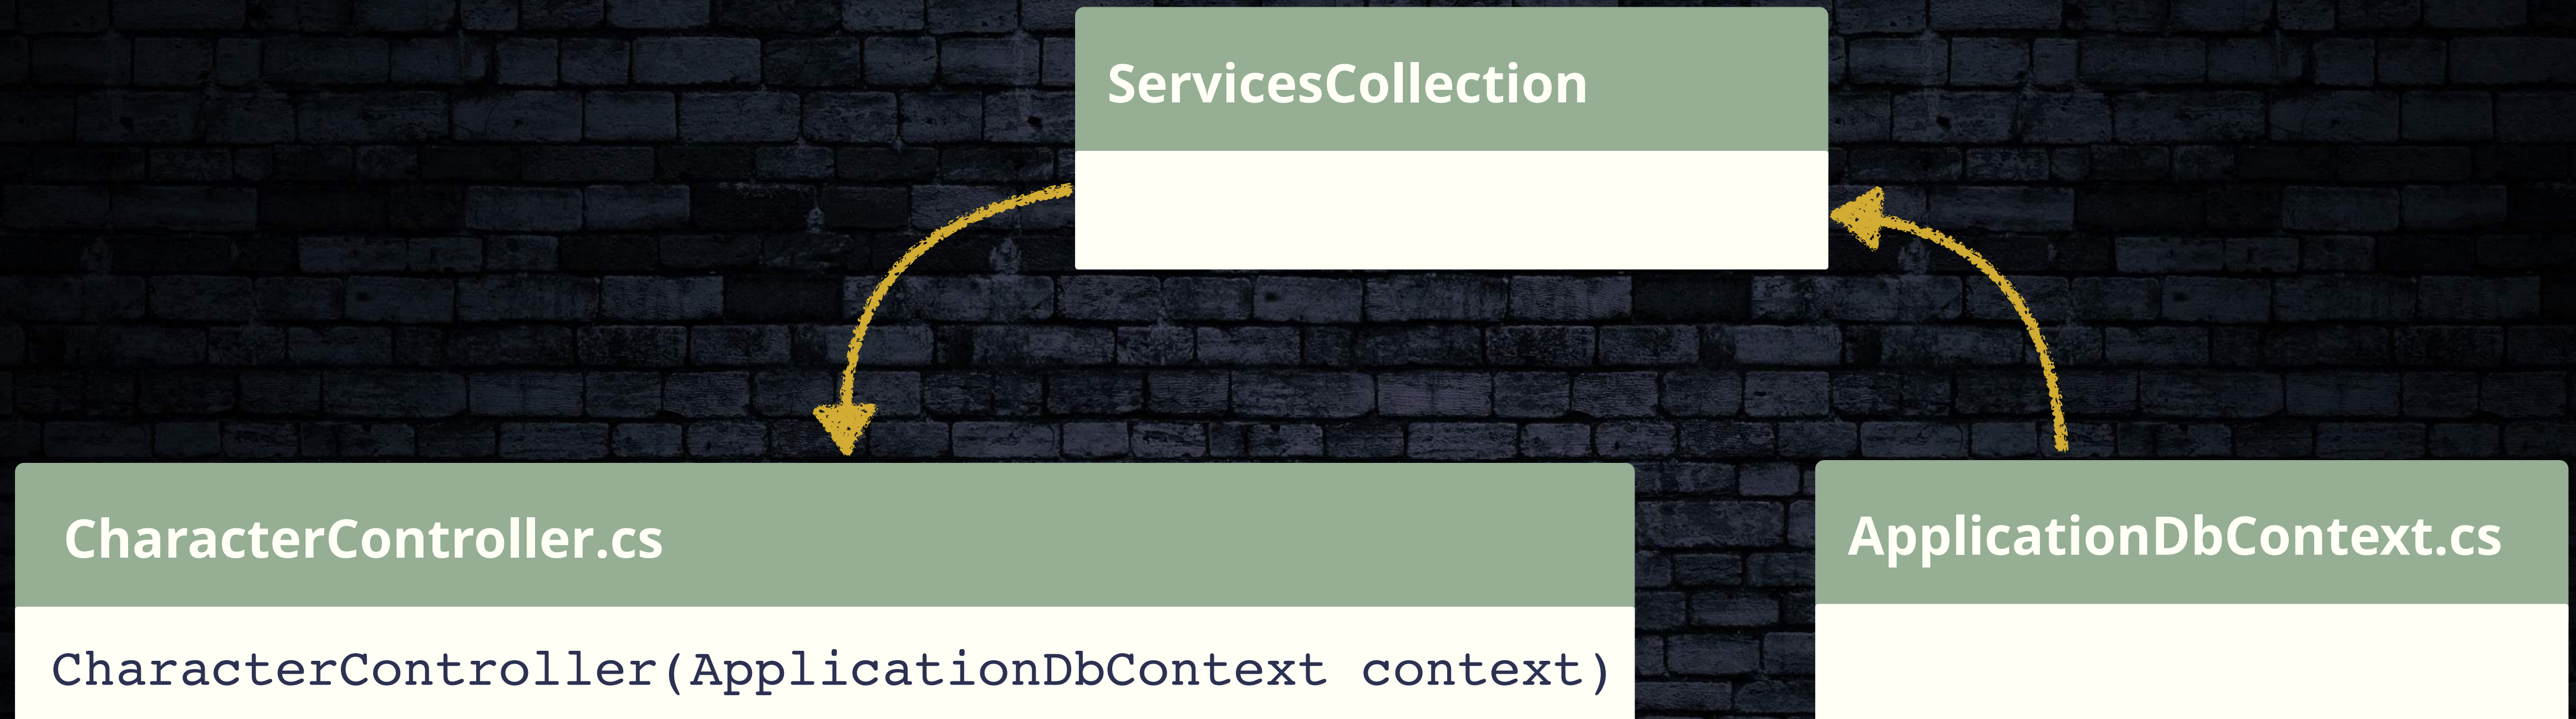 ServicesCollection
CharacterController.cs
ApplicationDbContext.cs
CharacterController(ApplicationDbContext context)